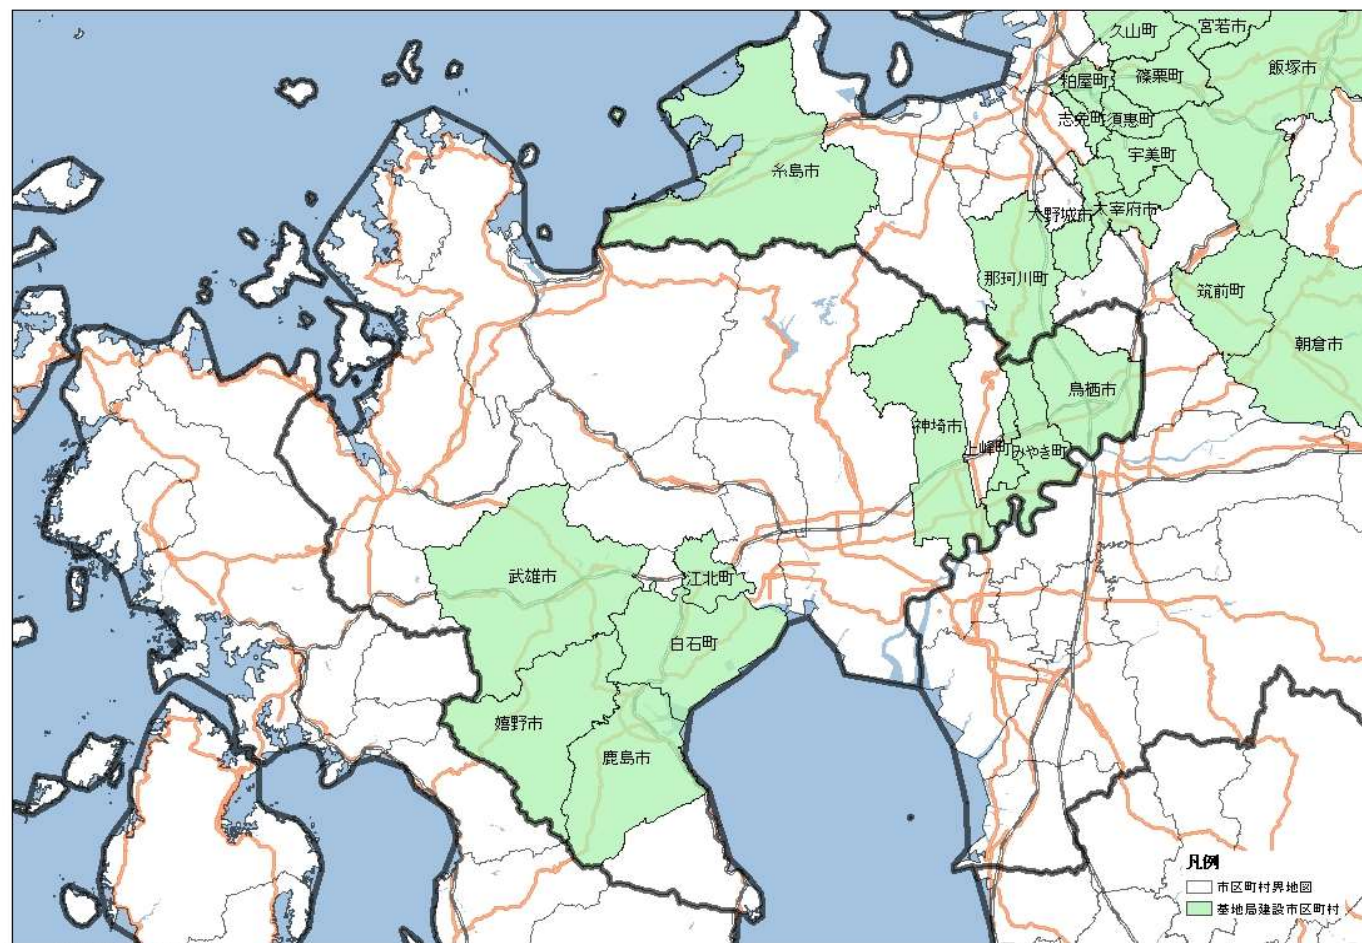 久山町
宮若市
粕屋町
篠栗町
飯塚市
志免町
須恵町
宇美町
糸島市
大野城市
太宰府市
那珂川町
筑前町
朝倉市
鳥栖市
神埼市
上峰町
みやき町
武雄市
江北町
白石町
嬉野市
鹿島市
凡例
市区町村界地図
基地局建設市区町村